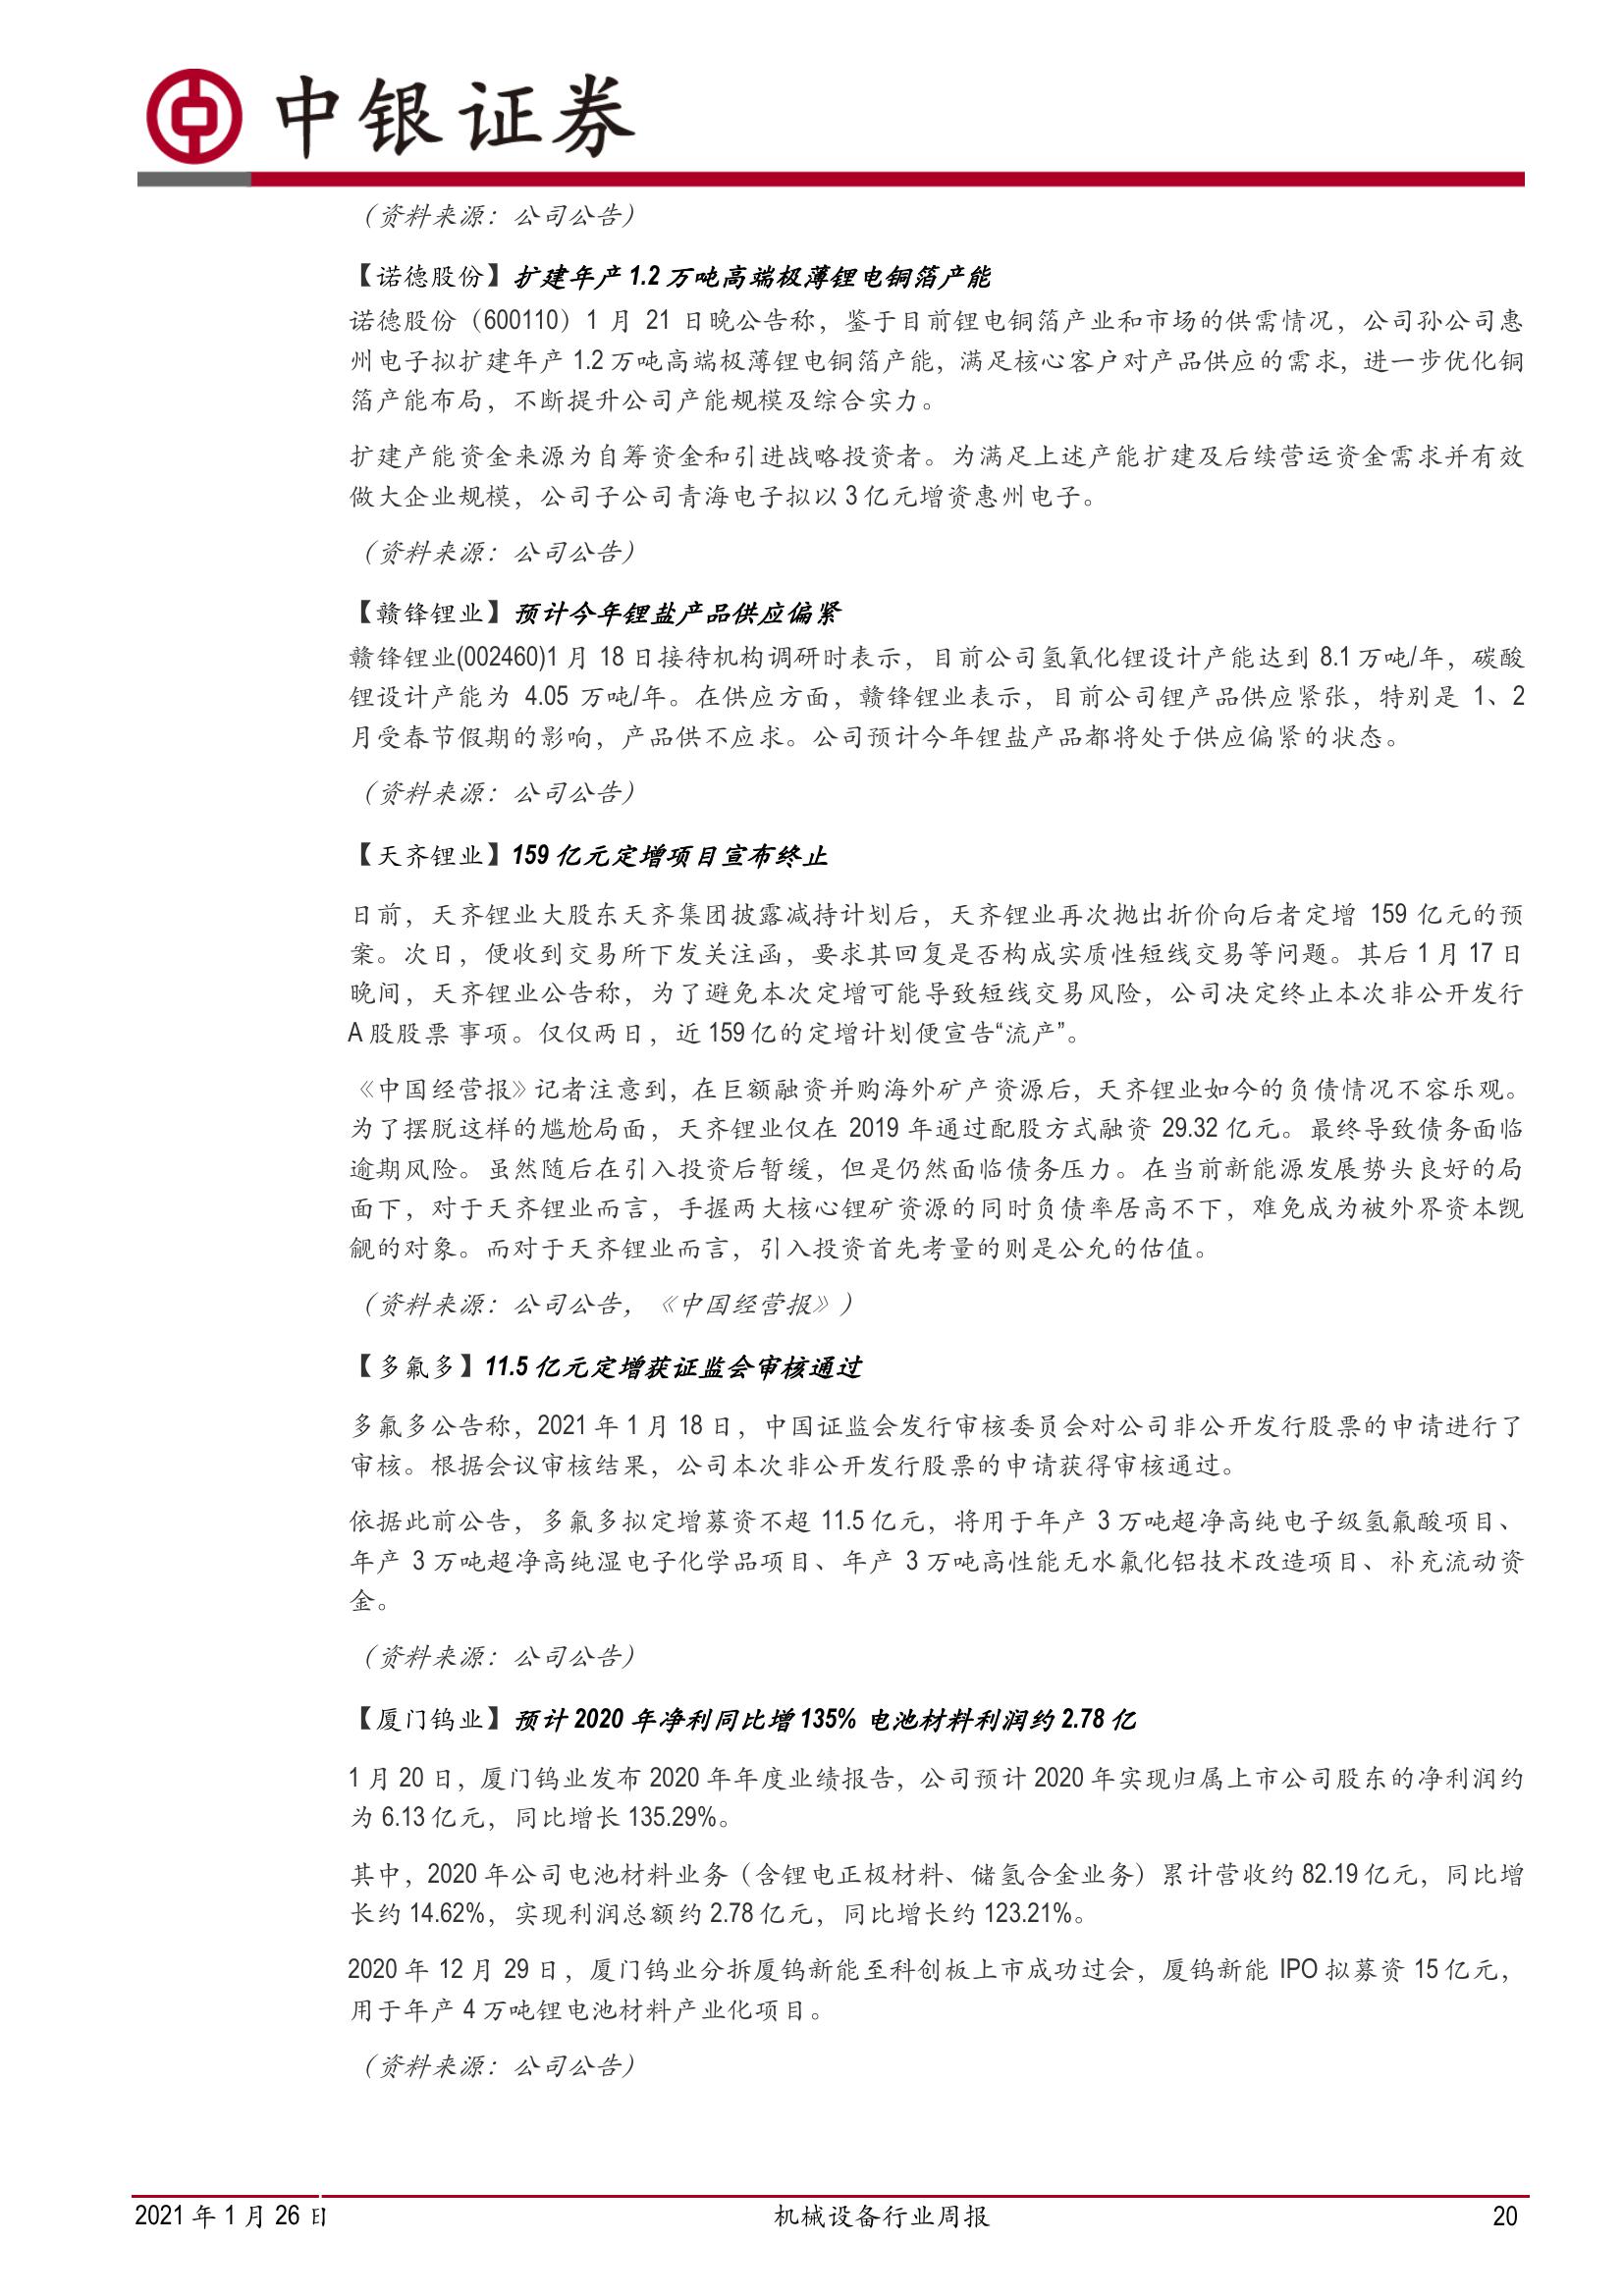 中银证券
（资料来源：公司公告）
【诺德股份】扩建年产 1.2 万吨高端极薄锂电铜箔产能
诺德股份（600110）1 月 21 日晚公告称，鉴于目前锂电铜箔产业和市场的供需情况，公司孙公司惠
州电子拟扩建年产 1.2 万吨高端极薄锂电铜箔产能，满足核心客户对产品供应的需求，进一步优化铜
箔产能布局，不断提升公司产能规模及综合实力。
扩建产能资金来源为自筹资金和引进战略投资者。为满足上述产能扩建及后续营运资金需求并有效
做大企业规模，公司子公司青海电子拟以 3 亿元增资惠州电子。
（资料来源：公司公告）
【赣锋锂业】预计今年锂盐产品供应偏紧
赣锋锂业(002460)1 月 18 日接待机构调研时表示，目前公司氢氧化锂设计产能达到 8.1 万吨/年，碳酸
锂设计产能为 4.05 万吨/年。在供应方面，赣锋锂业表示，目前公司锂产品供应紧张，特别是 1、2
月受春节假期的影响，产品供不应求。公司预计今年锂盐产品都将处于供应偏紧的状态。
（资料来源：公司公告）
【天齐锂业】159 亿元定增项目宣布终止
日前，天齐锂业大股东天齐集团披露减持计划后，天齐锂业再次抛出折价向后者定增 159 亿元的预
案。次日，便收到交易所下发关注函，要求其回复是否构成实质性短线交易等问题。其后 1 月 17 日
晚间，天齐锂业公告称，为了避免本次定增可能导致短线交易风险，公司决定终止本次非公开发行
A 股股票 事项。仅仅两日，近 159 亿的定增计划便宣告“流产”。
《中国经营报》记者注意到，在巨额融资并购海外矿产资源后，天齐锂业如今的负债情况不容乐观。
为了摆脱这样的尴尬局面，天齐锂业仅在 2019 年通过配股方式融资 29.32 亿元。最终导致债务面临
逾期风险。虽然随后在引入投资后暂缓，但是仍然面临债务压力。在当前新能源发展势头良好的局
面下，对于天齐锂业而言，手握两大核心锂矿资源的同时负债率居高不下，难免成为被外界资本觊
觎的对象。而对于天齐锂业而言，引入投资首先考量的则是公允的估值。
（资料来源：公司公告，《中国经营报》）
【多氟多】11.5 亿元定增获证监会审核通过
多氟多公告称，2021 年 1 月 18 日，中国证监会发行审核委员会对公司非公开发行股票的申请进行了
审核。根据会议审核结果，公司本次非公开发行股票的申请获得审核通过。
依据此前公告，多氟多拟定增募资不超 11.5 亿元，将用于年产 3 万吨超净高纯电子级氢氟酸项目、
年产 3 万吨超净高纯湿电子化学品项目、年产 3 万吨高性能无水氟化铝技术改造项目、补充流动资
金。
（资料来源：公司公告）
【厦门钨业】预计 2020 年净利同比增 135% 电池材料利润约 2.78 亿
1 月 20 日，厦门钨业发布 2020 年年度业绩报告，公司预计 2020 年实现归属上市公司股东的净利润约
为 6.13 亿元，同比增长 135.29%。
其中，2020 年公司电池材料业务（含锂电正极材料、储氢合金业务）累计营收约 82.19 亿元，同比增
长约 14.62%，实现利润总额约 2.78 亿元，同比增长约 123.21%。
2020 年 12 月 29 日，厦门钨业分拆厦钨新能至科创板上市成功过会，厦钨新能 IPO 拟募资 15 亿元，
用于年产 4 万吨锂电池材料产业化项目。
（资料来源：公司公告）
2021 年 1 月 26 日 机械设备行业周报 20